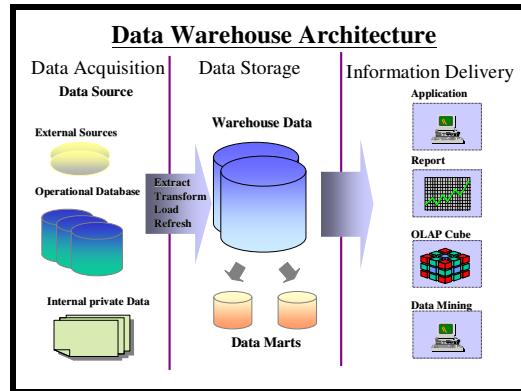 Data Warehouse Architecture
Data Acquisition
Data Storage
Information Delivery
Data Source
External Sources
Operational Database
Internal private Data
Extract
Transform
Load
Refresh
Warehouse Data
Data Marts
Application
Report
OLAP Cube
Data Mining